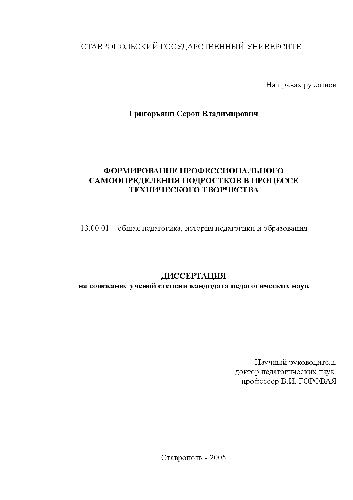 СТАВРОПОЛЬСКИЙ ГОСУДАРСТВЕННЫЙ УНИВЕРСИТЕ
На правах рукописи
Григорьянц Сероп Владимирович
ФОРМИРОВАНИЕ ПРОФЕССИОНАЛЬНОГО
САМООПРЕДЕЛЕНИЯ ПОДРОСТКОВ В ПРОЦЕССЕ
ТЕХНИЧЕСКОГО ТВОРЧЕСТВА
13.00.01 – общая педагогика, история педагогики и образования
ДИССЕРТАЦИЯ
на соискание ученой степени кандидата педагогических наук
Научный руководитель:
доктор педагогических наук,
профессор В.И. ГОРОВАЯ
Ставрополь - 2005